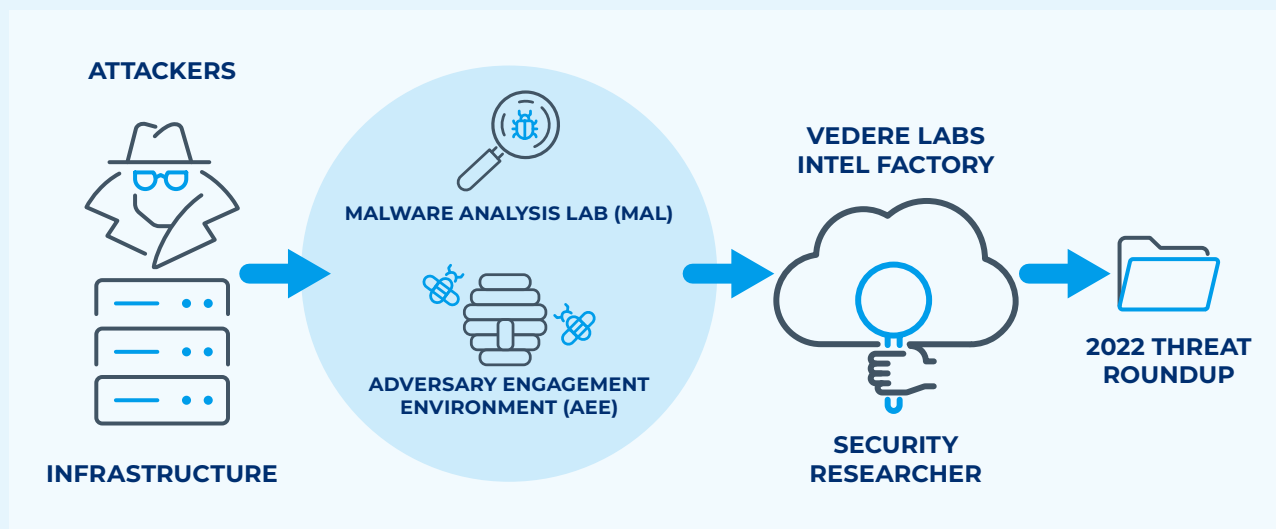 ATTACKERS
INFRASTRUCTURE
MALWARE ANALYSIS LAB (MAL)
ADVERSARY ENGAGEMENT
ENVIRONMENT (AEE)
VEDERE LABS
INTEL FACTORY
SECURITY
RESEARCHER
2022 THREAT
ROUNDUP